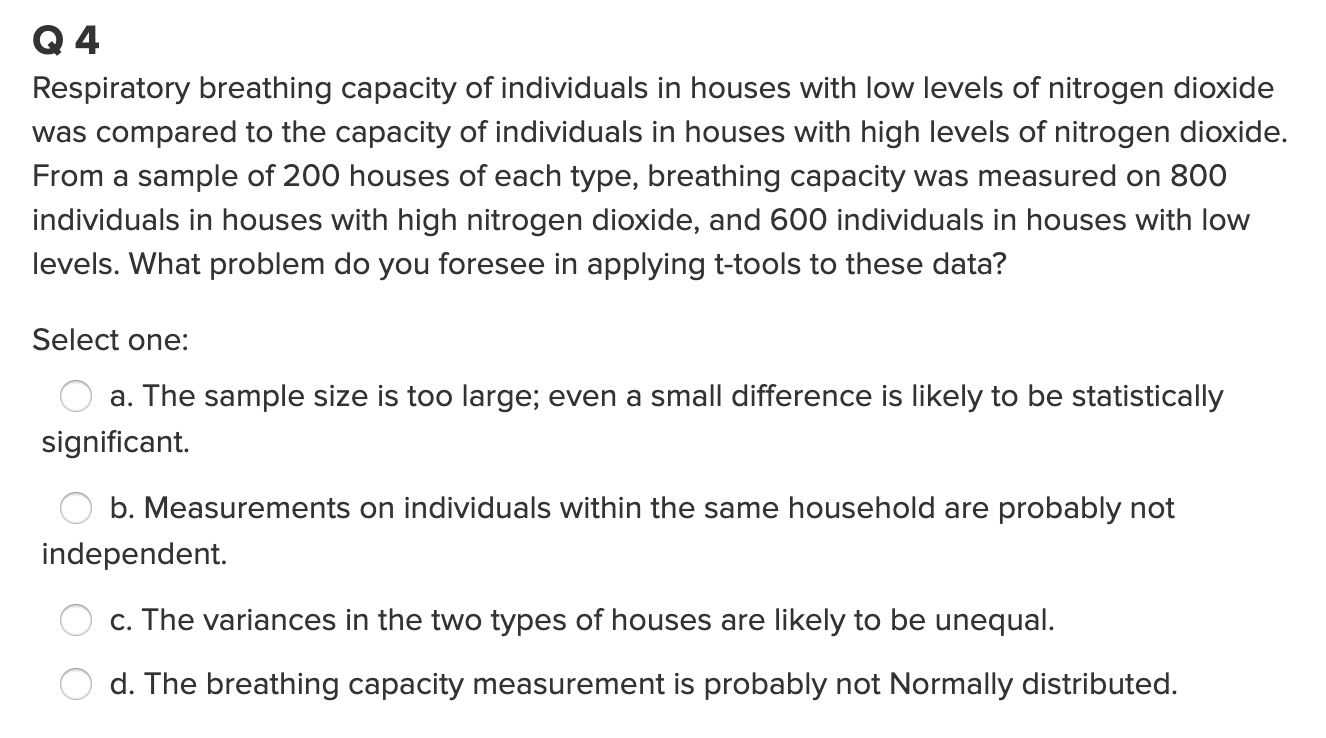 Q 4
Respiratory breathing capacity of individuals in houses with low levels of nitrogen dioxide
was compared to the capacity of individuals in houses with high levels of nitrogen dioxide.
From a sample of 200 houses of each type, breathing capacity was measured on 800
individuals in houses with high nitrogen dioxide, and 600 individuals in houses with low
levels. What problem do you foresee in applying t-tools to these data?
Select one:
a. The sample size is too large; even a small difference is likely to be statistically
significant.
b. Measurements on individuals within the same household are probably not
independent.
c. The variances in the two types of houses are likely to be unequal.
d. The breathing capacity measurement is probably not Normally distributed.